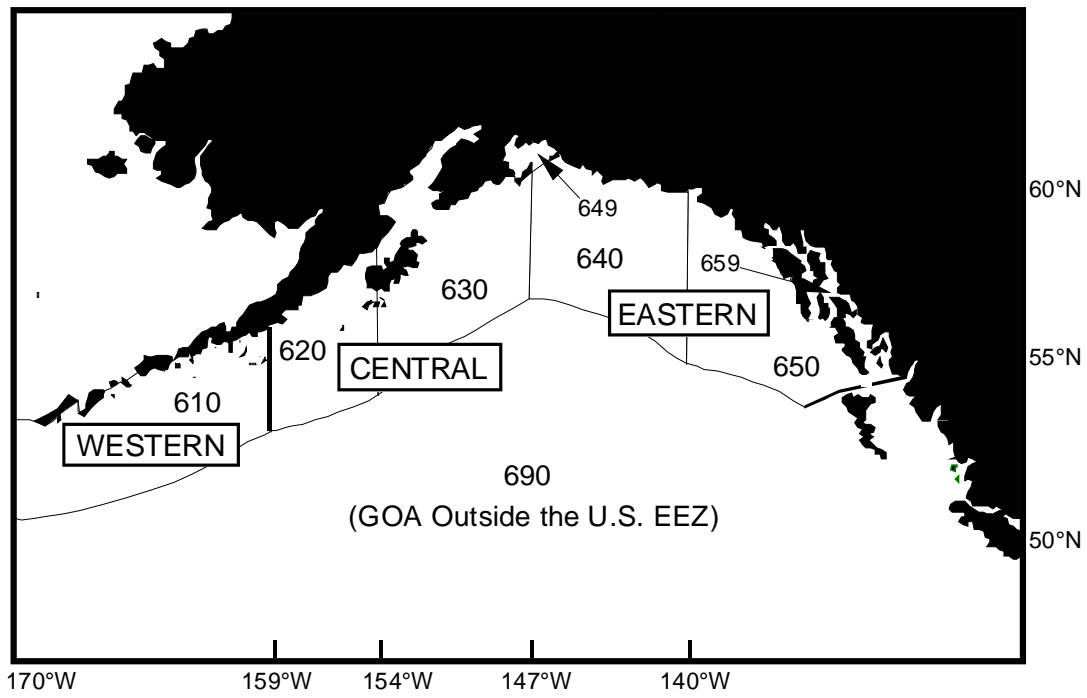 60°N
649
640
659
630
EASTERN
620
55°N
CENTRAL
650
610
WESTERN
690
(GOA Outside the U.S. EEZ)
50°N
170°W
159°W
154°W
147°W
140°W